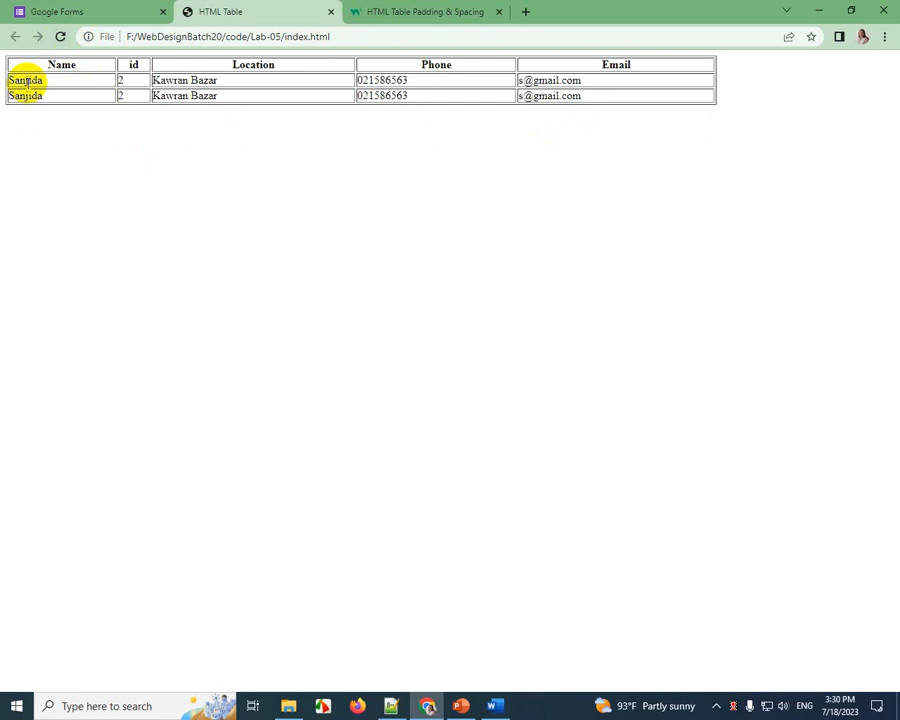 Google Forms
HTML Table
HTML Table Padding & Spacing
File F:/WebDesignBatch20/code/Lab-05/index.html
Name id Location Phone Email
Sanjida 2 Kawran Bazar 021586563 s@gmail.com
Sanjida 2 Kawran Bazar 021586563 s@gmail.com
Type here to search
93°F Partly sunny
ENG
3:30 PM
7/18/2023